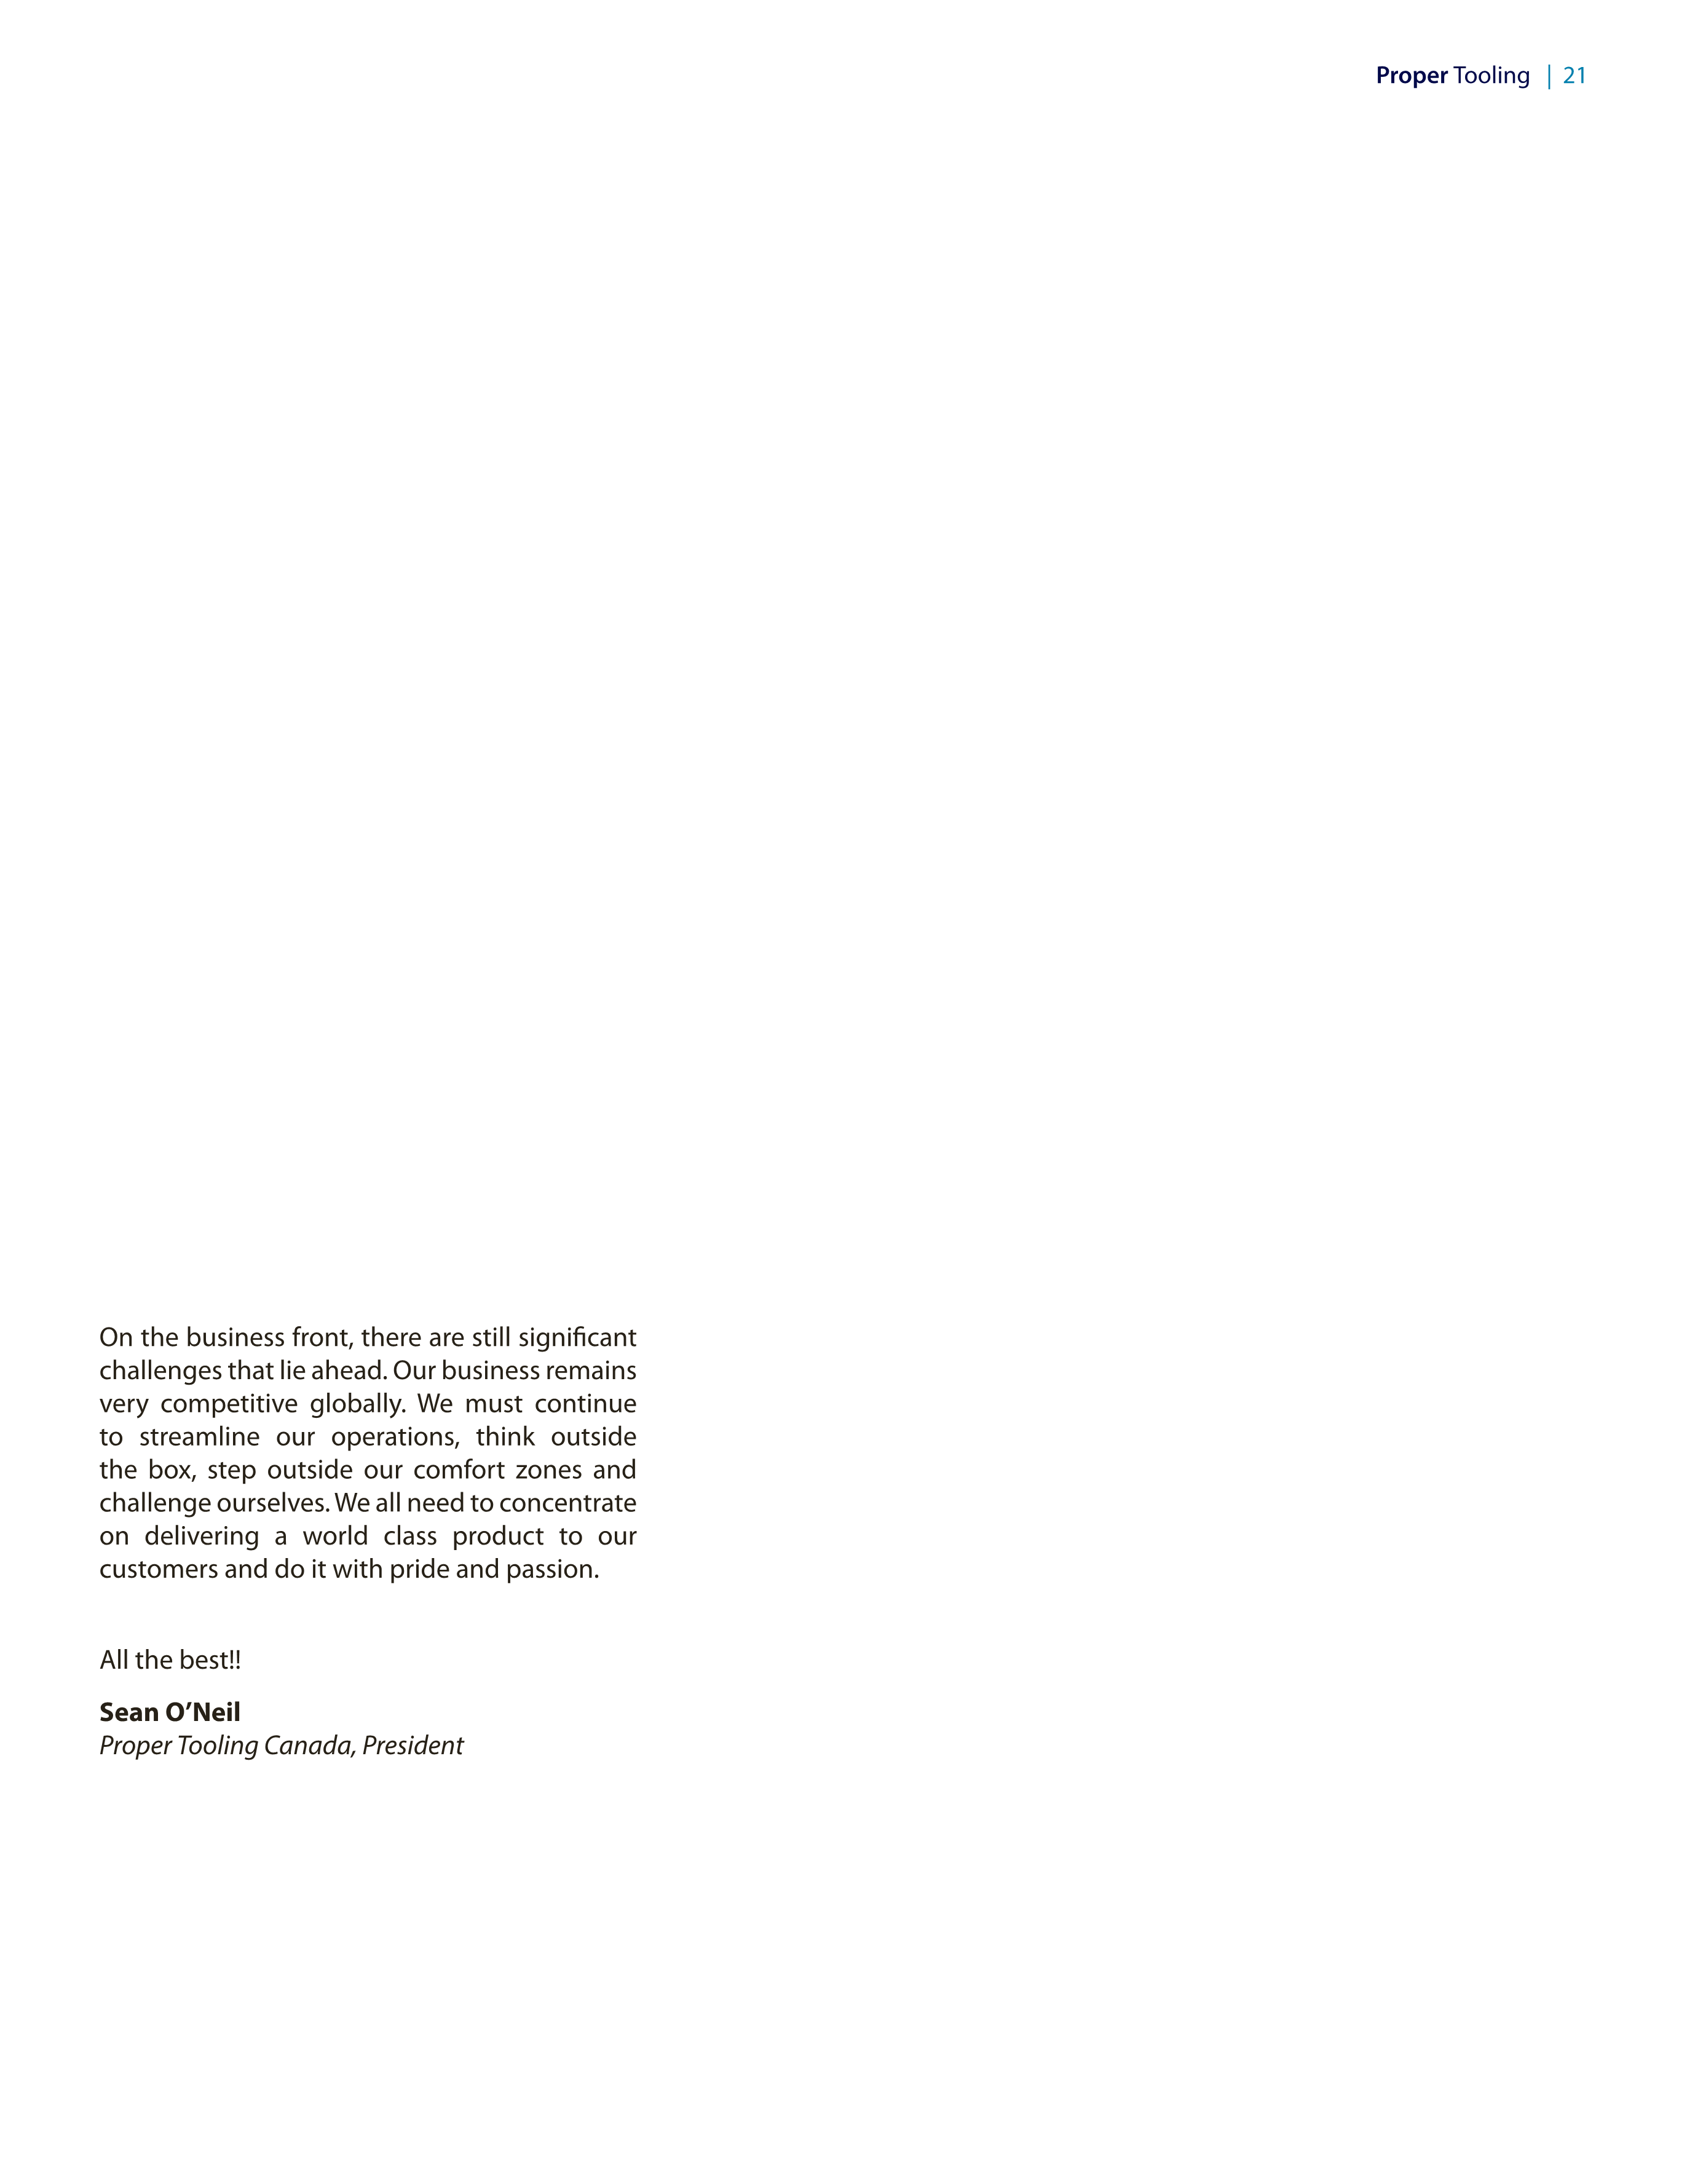 Proper Tooling | 21
On the business front, there are still significant
challenges that lie ahead. Our business remains
very competitive globally. We must continue
to streamline our operations, think outside
the box, step outside our comfort zones and
challenge ourselves. We all need to concentrate
on delivering a world class product to our
customers and do it with pride and passion.
All the best!!
Sean O’Neil
Proper Tooling Canada, President